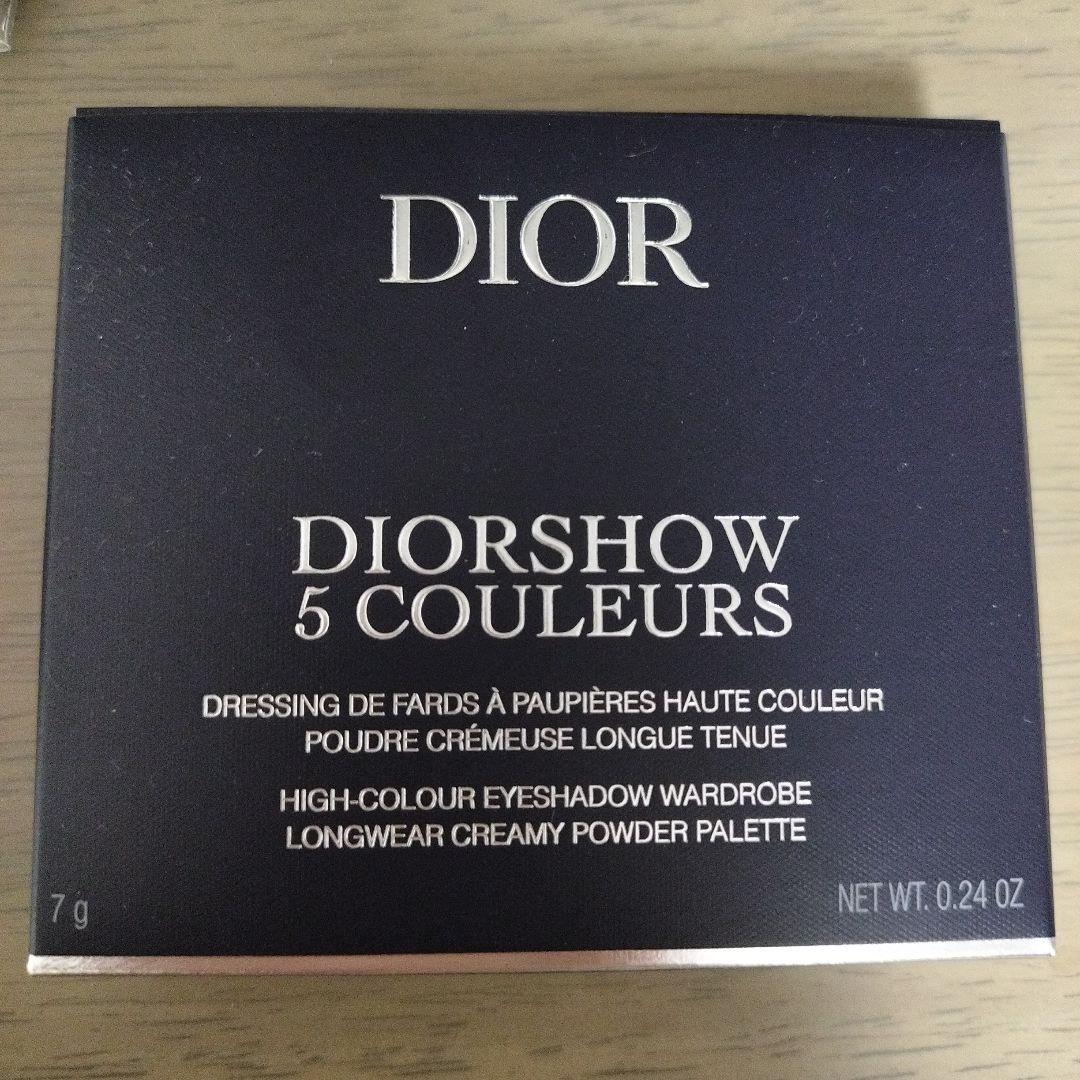 DIOR
DIORSHOW
5 COULEURS
DRESSING DE FARDS À PAUPIÈRES HAUTE COULEUR
POUDRE CRÉMEUSE LONGUE TENUE
HIGH-COLOUR EYESHADOW WARDROBE
LONGWEAR CREAMY POWDER PALETTE
7 g
NET WT. 0.24 OZ